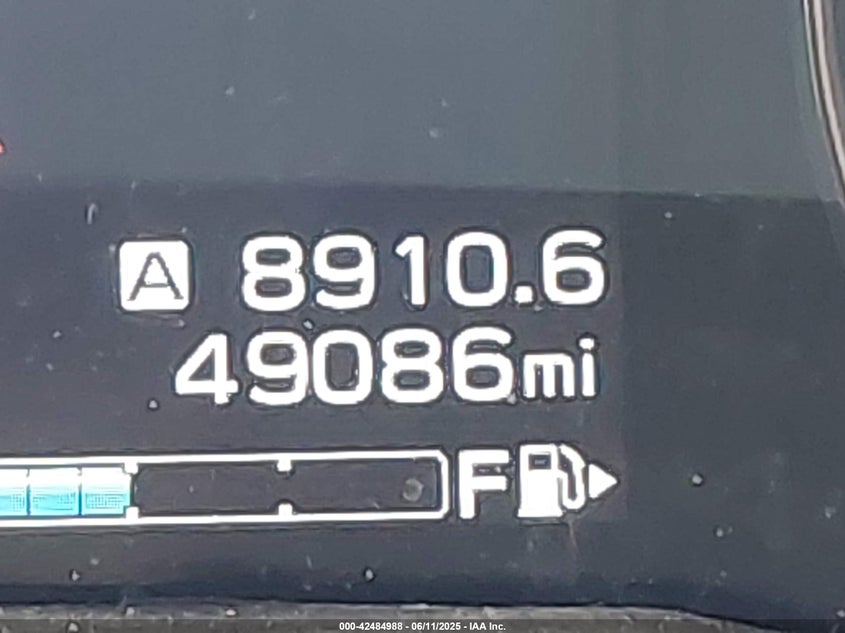 A 8910.6
49086mi
F
000-42484988 - 06/11/2025 - IAA Inc.